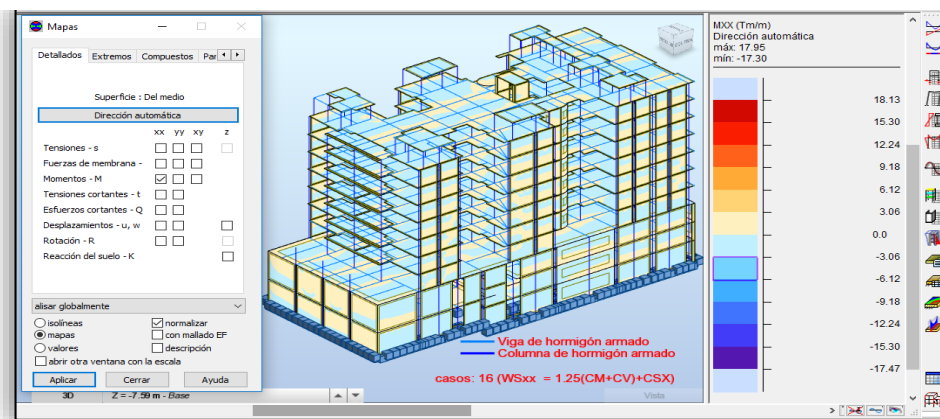 Mapas
Detallados Extremos Compuestos Par
Superficie : Del medio
Dirección automática
xx yy xy z
Tensiones - s
Fuerzas de membrana -
Momentos - M
Tensiones cortantes - t
Esfuerzos cortantes - Q
Desplazamientos - u, w
Rotación - R
Reacción del suelo - K
alisar globalmente
isolíneas normalizar
mapas con mallado EF
valores descripción
abrir otra ventana con la escala
Aplicar Cerrar Ayuda
Viga de hormigón armado
Columna de hormigón armado
casos: 16 (WSxx = 1.25(CM+CV)+CSX)
3D Z = -7.59 m - Base Vista
MXX (Tm/m)
Dirección automática
máx: 17.95
mín: -17.30
18.13
15.30
12.24
9.18
6.12
3.06
0.0
-3.06
-6.12
-9.18
-12.24
-15.30
-17.47